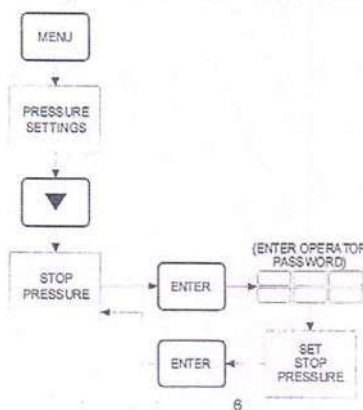 MENU
PRESSURE
SETTINGS
STOP
PRESSURE
ENTER
(ENTER OPERATOR
PASSWORD)
ENTER
SET
STOP
PRESSURE
6